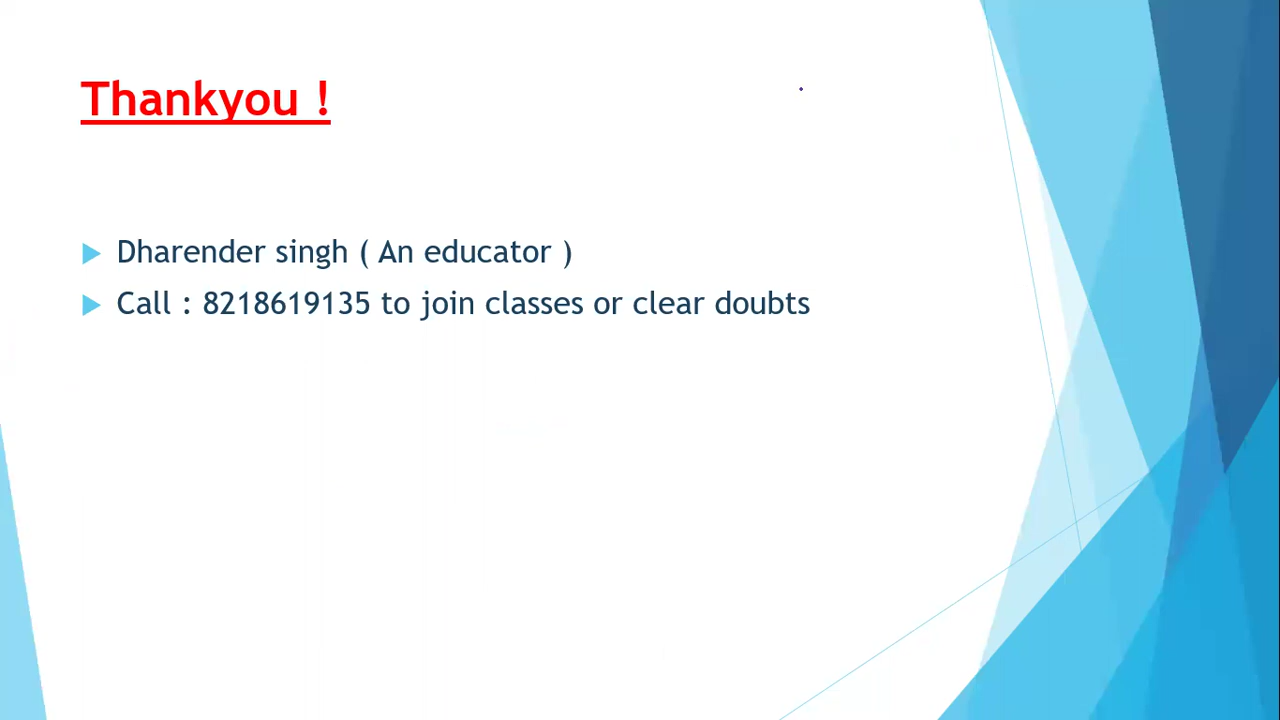 Thankyou !
Dharender singh ( An educator )
Call : 8218619135 to join classes or clear doubts